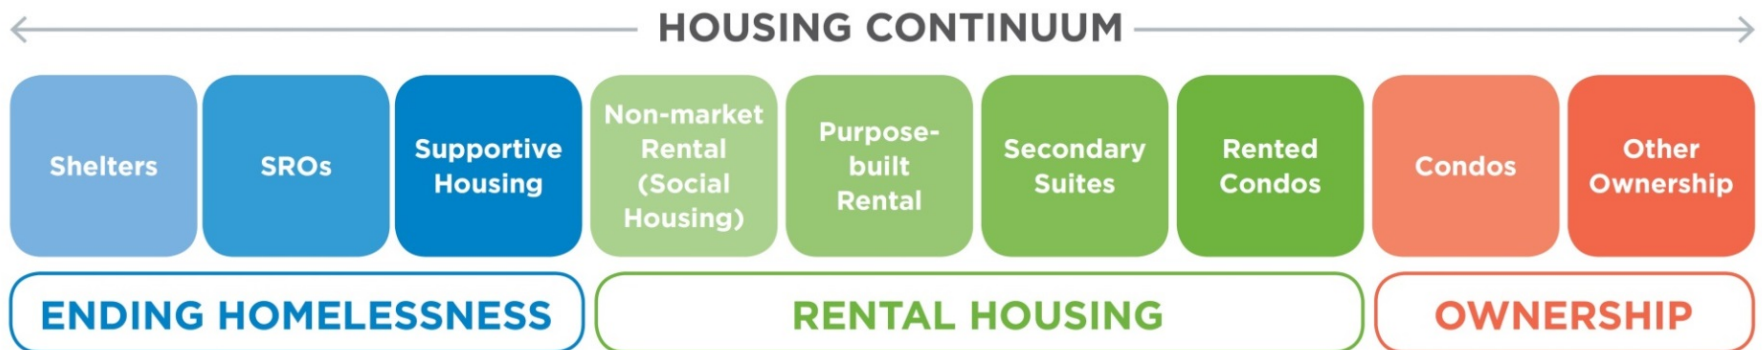 HOUSING CONTINUUM
Shelters
SROs
Supportive
Housing
Non-market
Rental
(Social
Housing)
Purpose-
built
Rental
Secondary
Suites
Rented
Condos
Condos
Other
Ownership
ENDING HOMELESSNESS
RENTAL HOUSING
OWNERSHIP